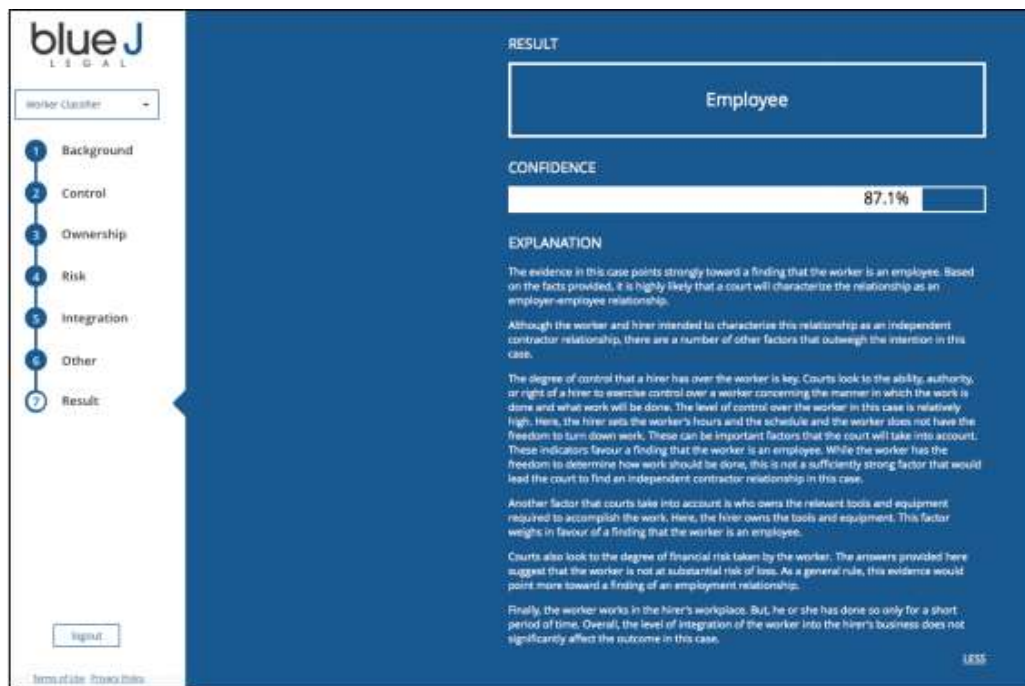 blue J
LEGAL
Worker Classifier
1 Background
2 Control
3 Ownership
4 Risk
5 Integration
6 Other
7 Result
logout
Terms of Use Privacy Policy
RESULT
Employee
CONFIDENCE
87.1%
EXPLANATION
The evidence in this case points strongly toward a finding that the worker is an employee. Based
on the facts provided, it is highly likely that a court will characterize the relationship as an
employer-employee relationship.
Although the worker and hirer intended to characterize this relationship as an independent
contractor relationship, there are a number of other factors that outweigh the intention in this
case.
The degree of control that a hirer has over the worker is key. Courts look to the ability, authority,
or right of a hirer to exercise control over a worker concerning the manner in which the work is
done and what work will be done. The level of control over the worker in this case is relatively
high. Here, the hirer sets the worker's hours and the schedule and the worker does not have the
freedom to turn down work. These can be important factors that the court will take into account.
These indicators favour a finding that the worker is an employee. While the worker has the
freedom to determine how work should be done, this is not a sufficiently strong factor that would
lead the court to find an independent contractor relationship in this case.
Another factor that courts take into account is who owns the relevant tools and equipment
required to accomplish the work. Here, the hirer owns the tools and equipment. This factor
weighs in favour of a finding that the worker is an employee.
Courts also look to the degree of financial risk taken by the worker. The answers provided here
suggest that the worker is not at substantial risk of loss. As a general rule, this evidence would
point more toward a finding of an employment relationship.
Finally, the worker works in the hirer's workplace. But, he or she has done so only for a short
period of time. Overall, the level of integration of the worker into the hirer's business does not
significantly affect the outcome in this case.
LESS